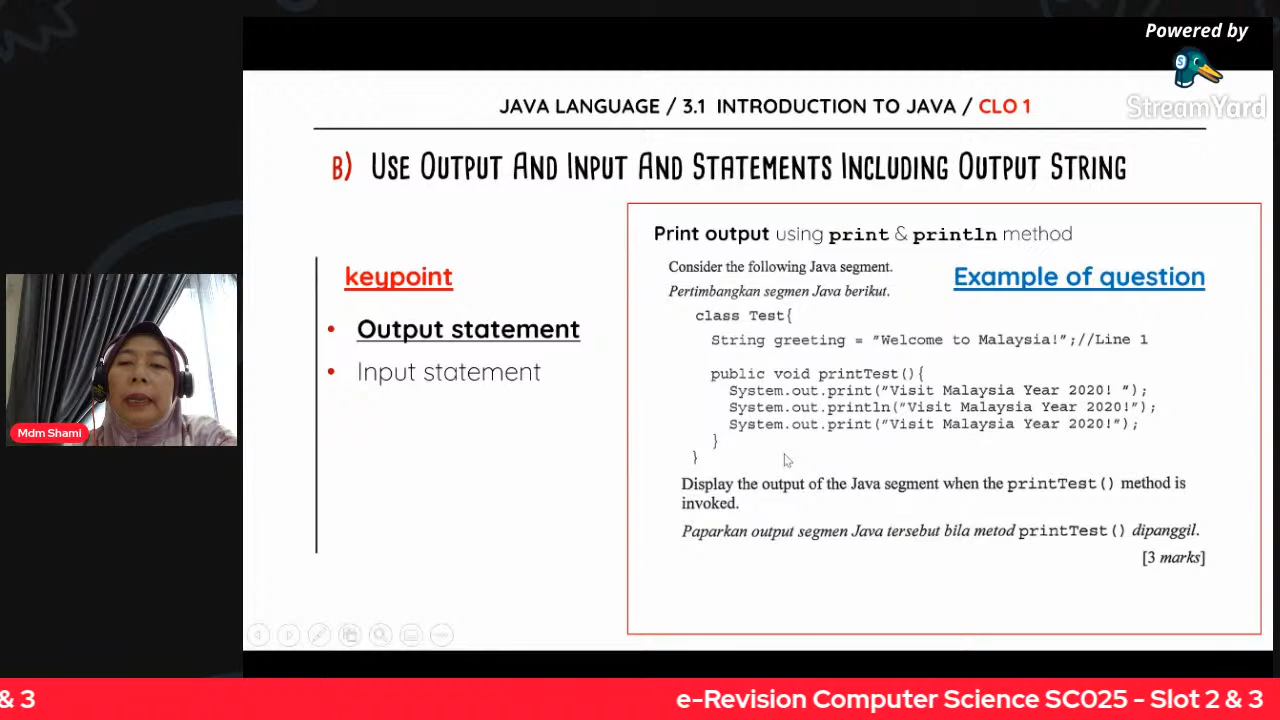 Powered by
StreamYard
JAVA LANGUAGE / 3.1 INTRODUCTION TO JAVA / CLO 1
B) USE OUTPUT AND INPUT AND STATEMENTS INCLUDING OUTPUT STRING
keypoint
• Output statement
• Input statement
Print output using print & println method
Example of question
Consider the following Java segment.
Pertimbangkan segmen Java berikut.
class Test{
String greeting = "Welcome to Malaysia!";//Line 1
public void printTest(){
System.out.print("Visit Malaysia Year 2020! ");
System.out.println("Visit Malaysia Year 2020!");
System.out.print("Visit Malaysia Year 2020!");
}
}
Display the output of the Java segment when the printTest() method is
invoked.
Paparkan output segmen Java tersebut bila metod printTest() dipanggil.
[3 marks]
Mdm Shami
& 3
e-Revision Computer Science SC025 - Slot 2 & 3